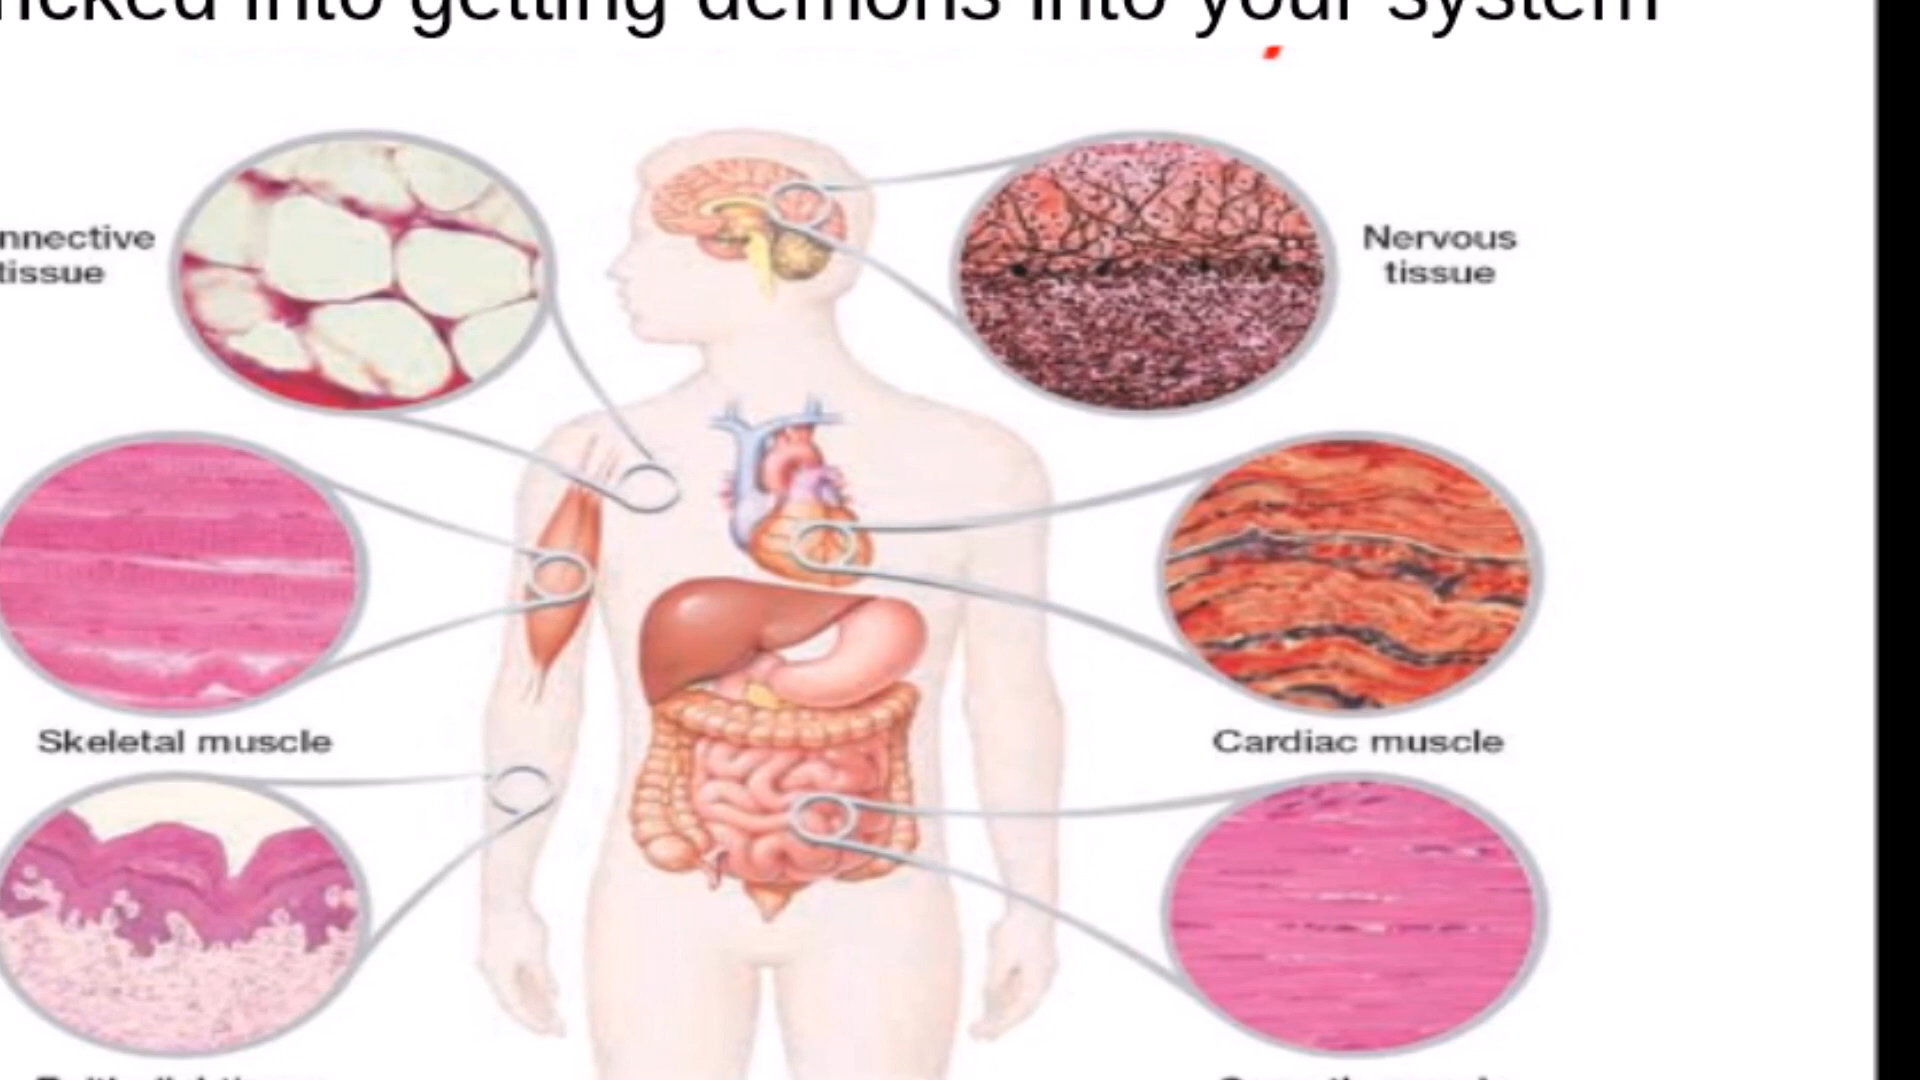 into getting demons into your system
nnective
tissue
Nervous
tissue
Skeletal muscle
Cardiac muscle